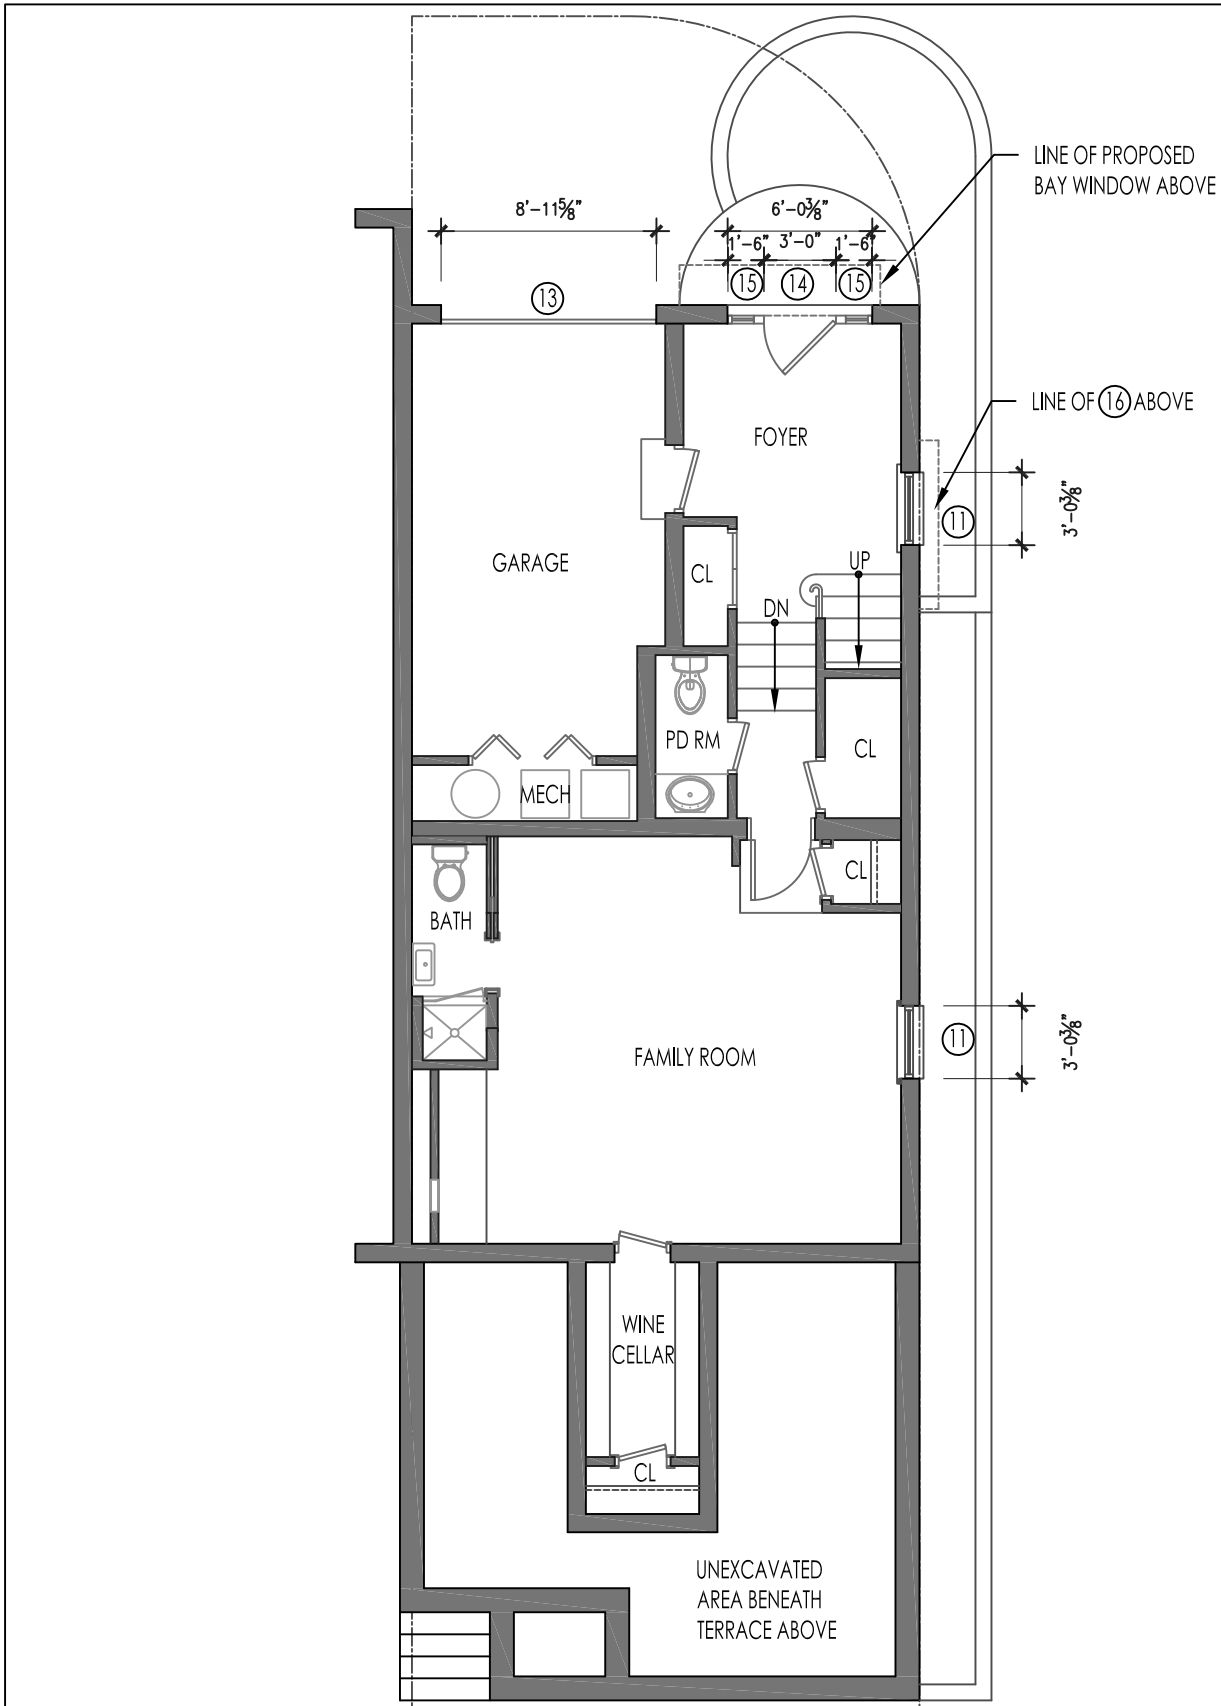 LINE OF PROPOSED
BAY WINDOW ABOVE
8'-11⅝"
6'-0⅜"
1'-6" 3'-0" 1'-6"
15 14 15
13
LINE OF 16 ABOVE
FOYER
3'-0⅜"
11
GARAGE
CL
UP
DN
PD RM
CL
MECH
CL
BATH
FAMILY ROOM
11
3'-0⅜"
WINE
CELLAR
CL
UNEXCAVATED
AREA BENEATH
TERRACE ABOVE